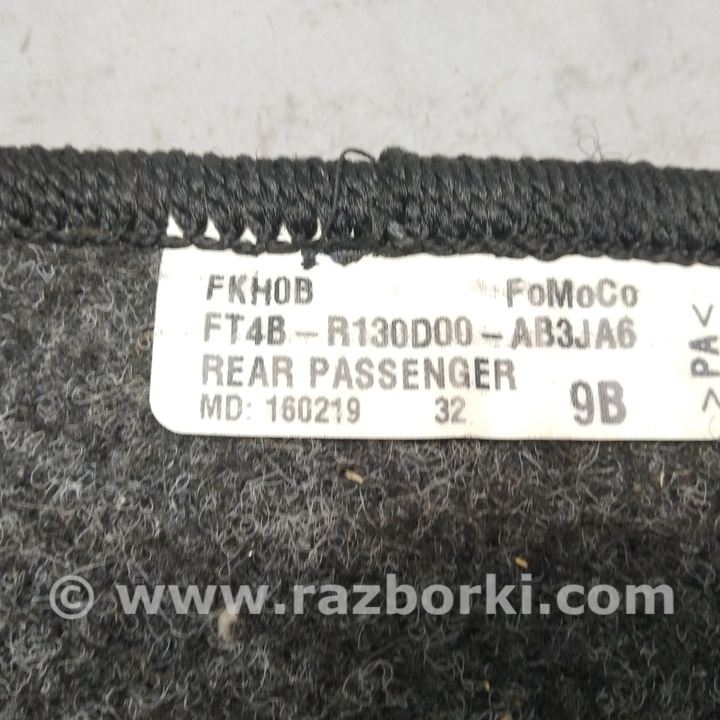 FKH0B FoMoCo
FT4B-R130D00-AB3JA6
REAR PASSENGER
MD: 160219 32 9B
>PA<
© www.razborki.com